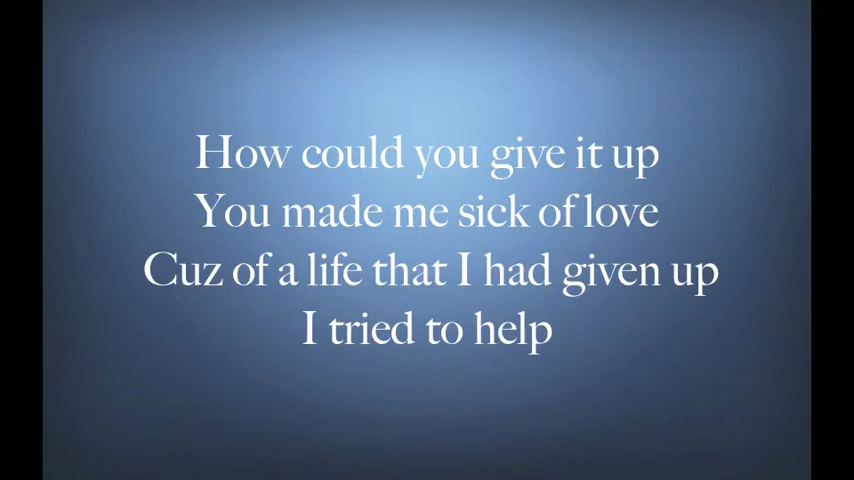 How could you give it up
You made me sick of love
Cuz of a life that I had given up
I tried to help